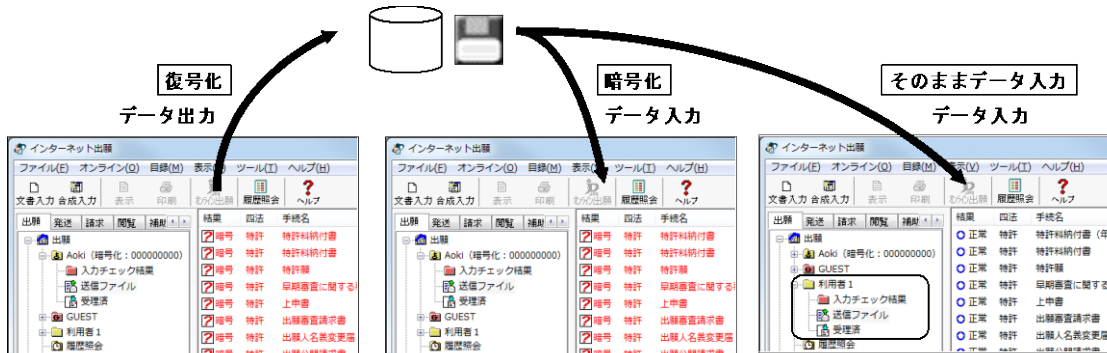 復号化
データ出力
暗号化
データ入力
そのままデータ入力
データ入力
インターネット出願
ファイル(F) オンライン(O) 目録(M) 表示(V) ツール(T) ヘルプ(H)
文書入力 合成入力 表示 印刷 オンライン出願 履歴照会 ヘルプ
出願 発送 請求 閲覧 補助
結果 四法 手続名
出願
Aoki(暗号化:000000000)
入力チェック結果
送信ファイル
受理済
GUEST
利用者1
履歴照会
暗号 特許 特許料納付書
暗号 特許 特許料納付書
暗号 特許 特許願
暗号 特許 早期審査に関する
暗号 特許 上申書
暗号 特許 出願審査請求書
暗号 特許 出願人名義変更届
インターネット出願
ファイル(F) オンライン(O) 目録(M) ツール(T) ヘルプ(H)
文書入力 合成入力 表示 印刷 履歴照会 ヘルプ
出願 発送 請求 閲覧 補助
結果 四法 手続名
出願
Aoki(暗号化:000000000)
入力チェック結果
送信ファイル
受理済
GUEST
利用者1
履歴照会
暗号 特許 特許料納付書
暗号 特許 特許料納付書
暗号 特許 特許願
暗号 特許 早期審査に関する
暗号 特許 上申書
暗号 特許 出願審査請求書
暗号 特許 出願人名義変更届
インターネット出願
ファイル(F) オンライン(O) 目録(M) 表示(V) ツール(T) ヘルプ(H)
文書入力 合成入力 表示 印刷 履歴照会 ヘルプ
出願 発送 請求 閲覧 補助
結果 四法 手続名
出願
Aoki(暗号化:000000000)
GUEST
利用者1
入力チェック結果
送信ファイル
受理済
履歴照会
正常 特許 特許料納付書(年
正常 特許 特許料納付書
正常 特許 特許願
正常 特許 早期審査に関する
正常 特許 上申書
正常 特許 出願審査請求書
正常 特許 出願人名義変更届